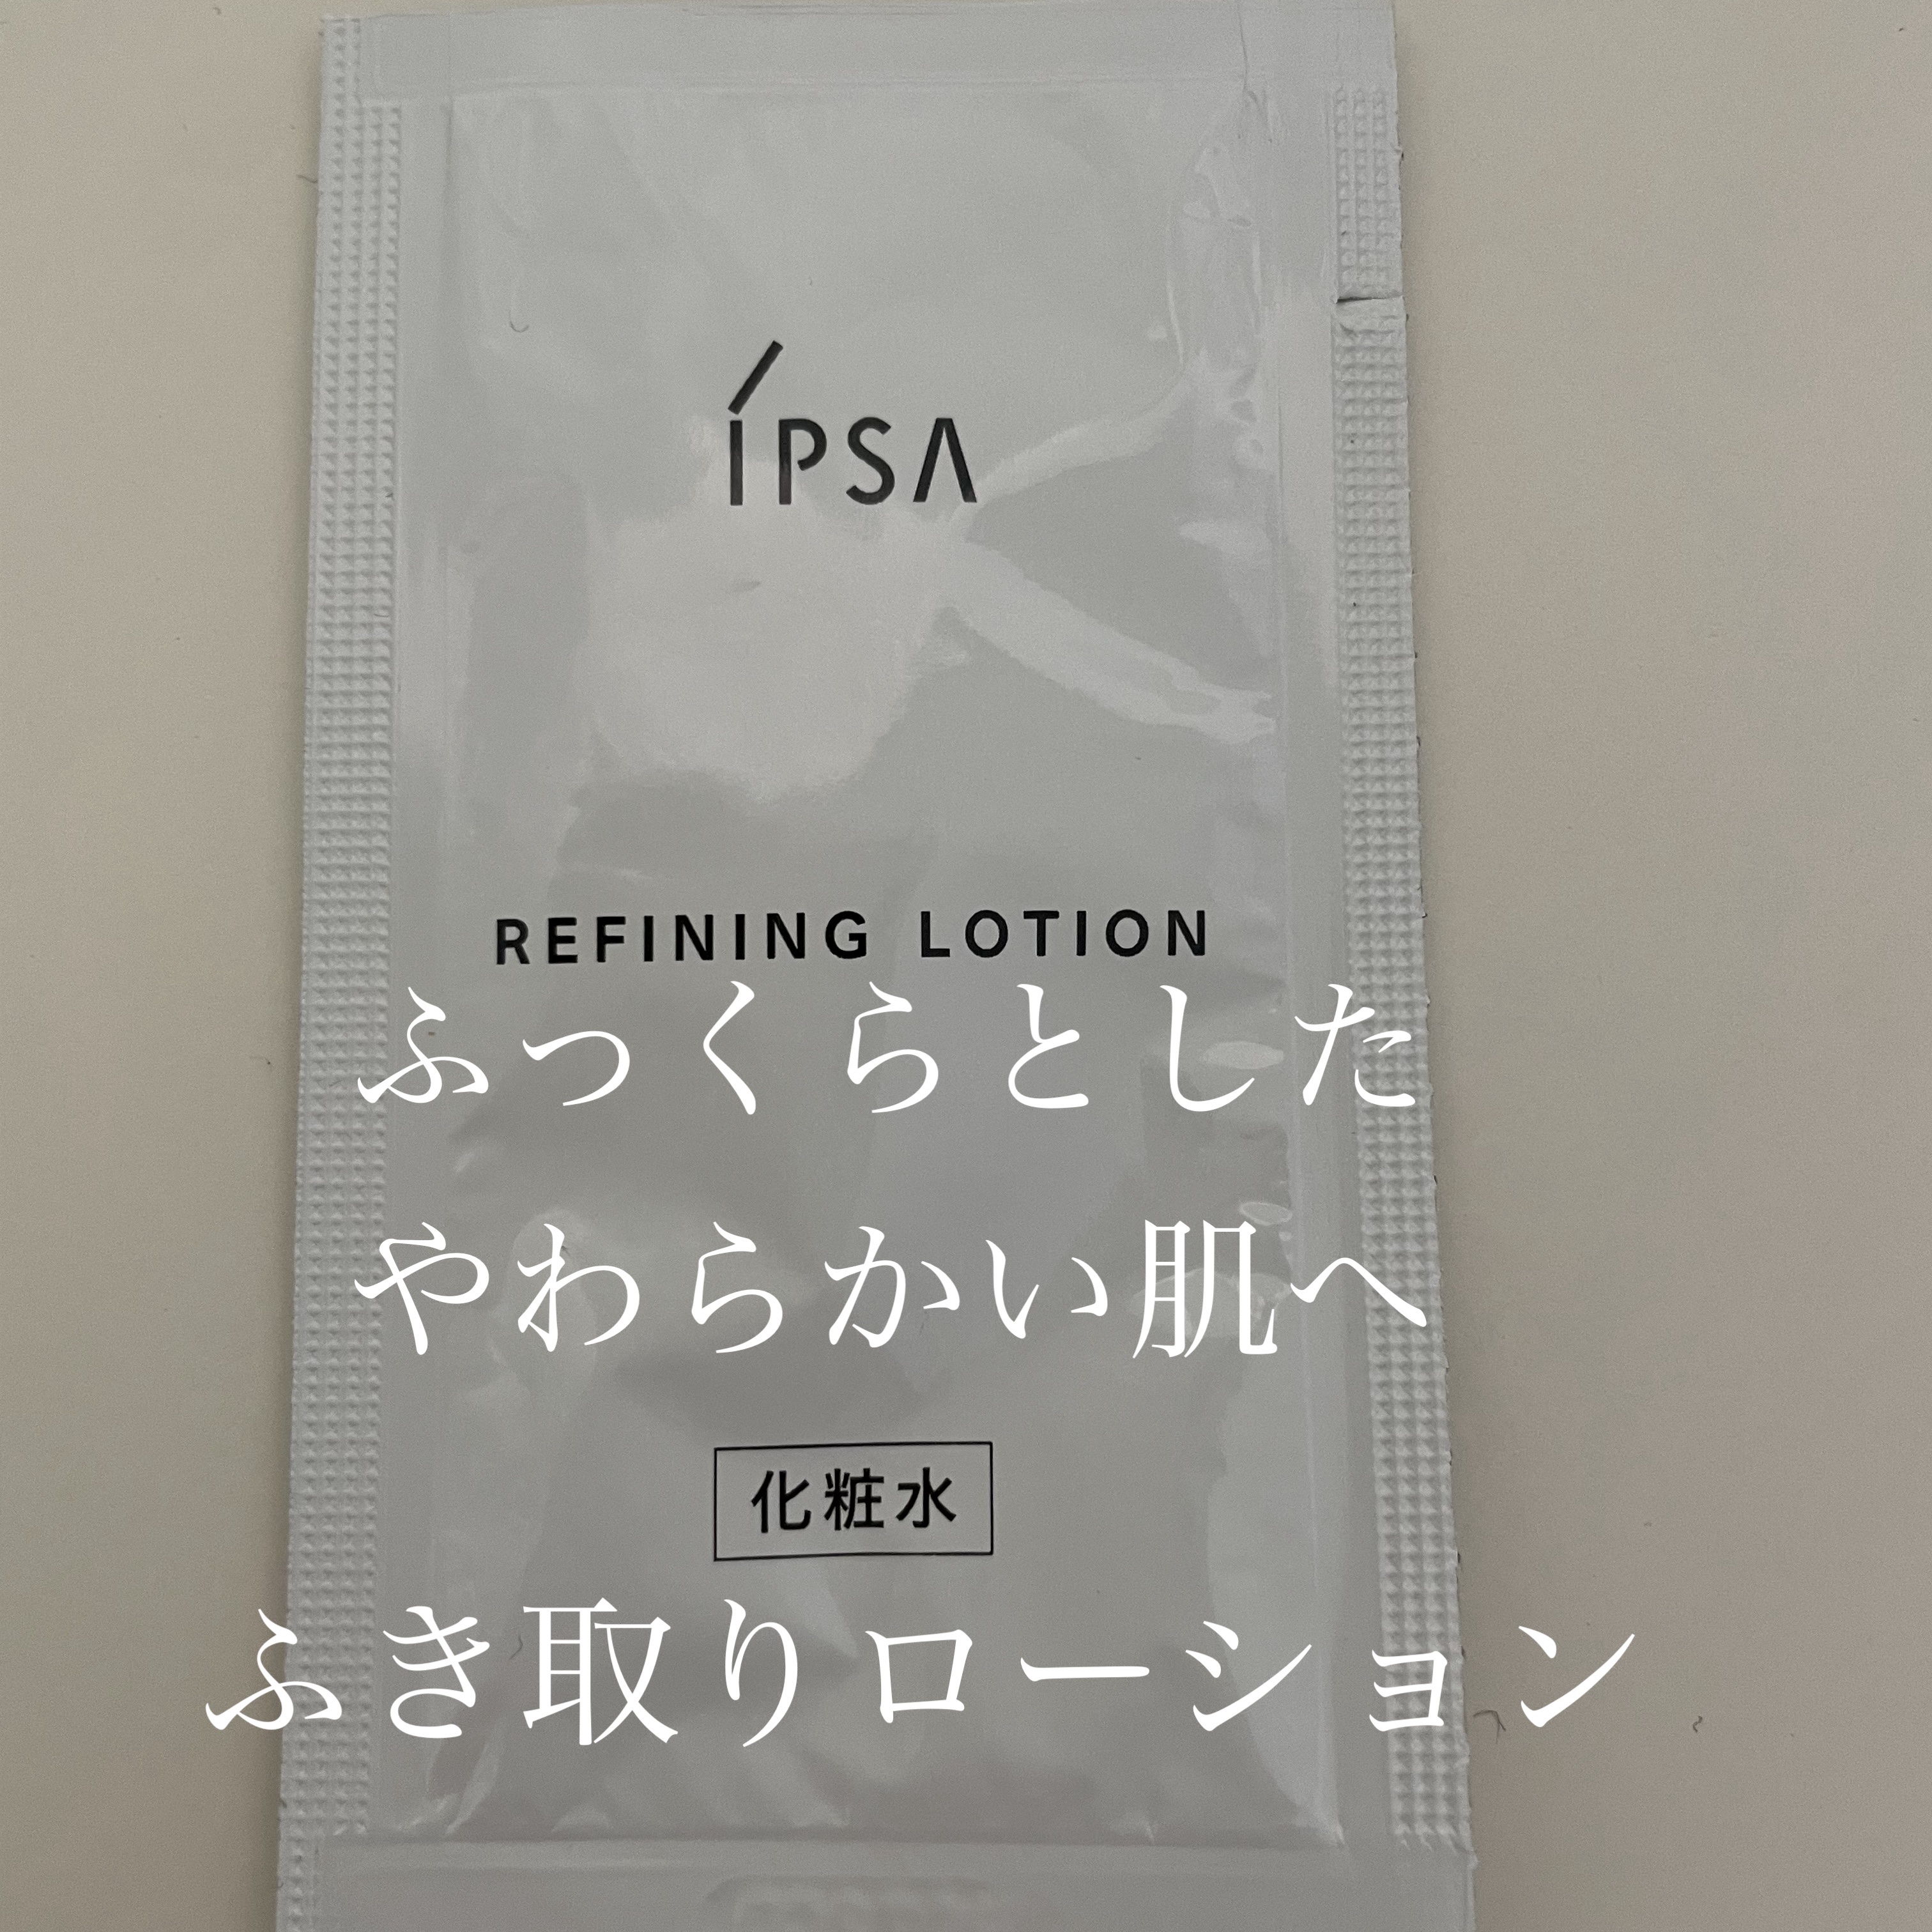 ÍPSA
REFINING LOTION
ふっくらとした
やわらかい肌へ
化粧水
ふき取りローション